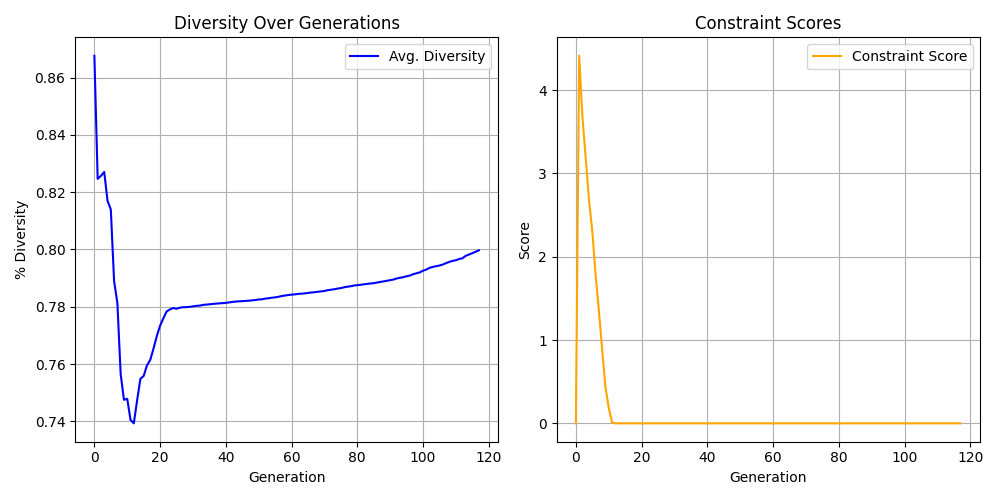 Diversity Over Generations
Avg. Diversity
% Diversity
0.86
0.84
0.82
0.80
0.78
0.76
0.74
0 20 40 60 80 100 120
Generation
Constraint Scores
Constraint Score
Score
4
3
2
1
0
0 20 40 60 80 100 120
Generation